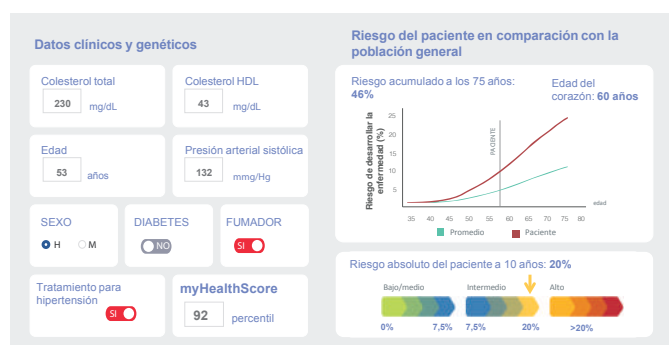 Datos clínicos y genéticos
Colesterol total
230 mg/dL
Colesterol HDL
43 mg/dL
Edad
53 años
Presión arterial sistólica
132 mmg/Hg
SEXO
H M
DIABETES
NO
FUMADOR
SI
Tratamiento para
hipertensión
SI
myHealthScore
92 percentil
Riesgo del paciente en comparación con la
población general
Riesgo acumulado a los 75 años:
46%
Edad del
corazón: 60 años
Riesgo de desarrollar la
enfermedad (%)
25
20
15
10
5
PACIENTE
35 40 45 50 55 60 65 70 75 80
edad
Promedio Paciente
Riesgo absoluto del paciente a 10 años: 20%
Bajo/medio Intermedio Alto
0% 7,5% 7,5% 20% >20%